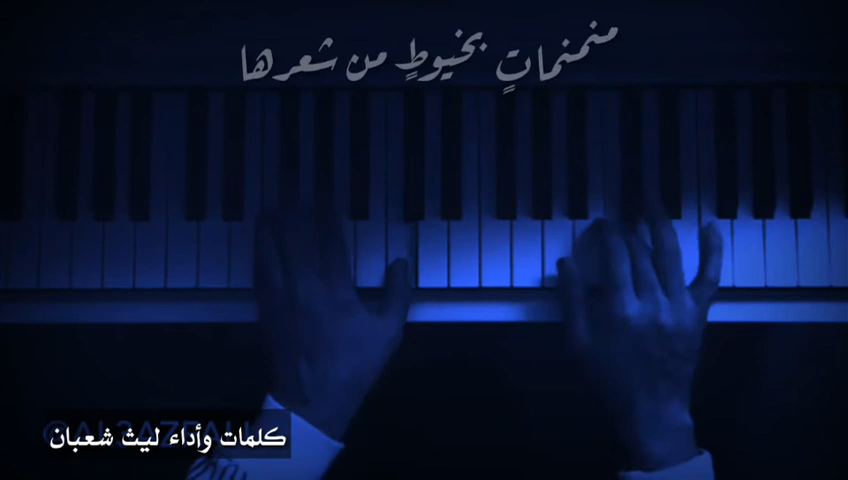 منمنماتٍ بخيوطٍ من شعرها
كلمات وأداء ليث شعبان